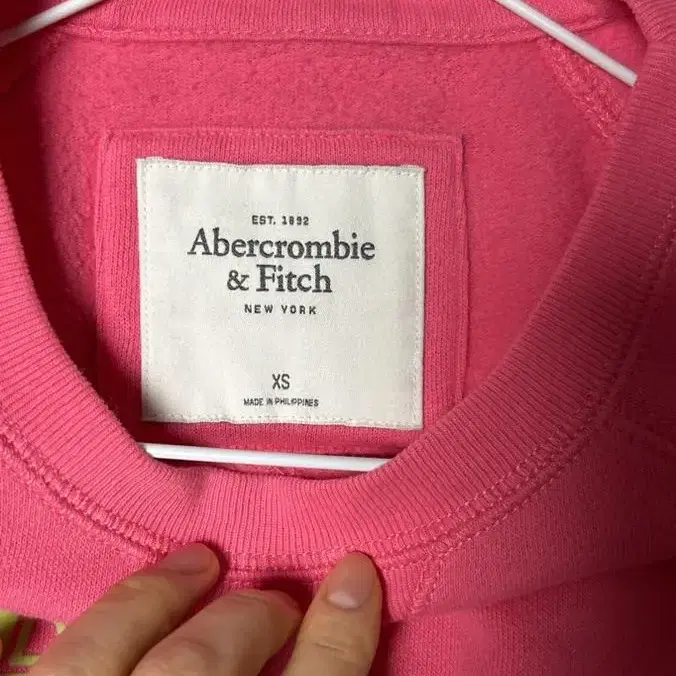 EST. 1892
Abercrombie
& Fitch
NEW YORK
XS
MADE IN PHILIPPINES